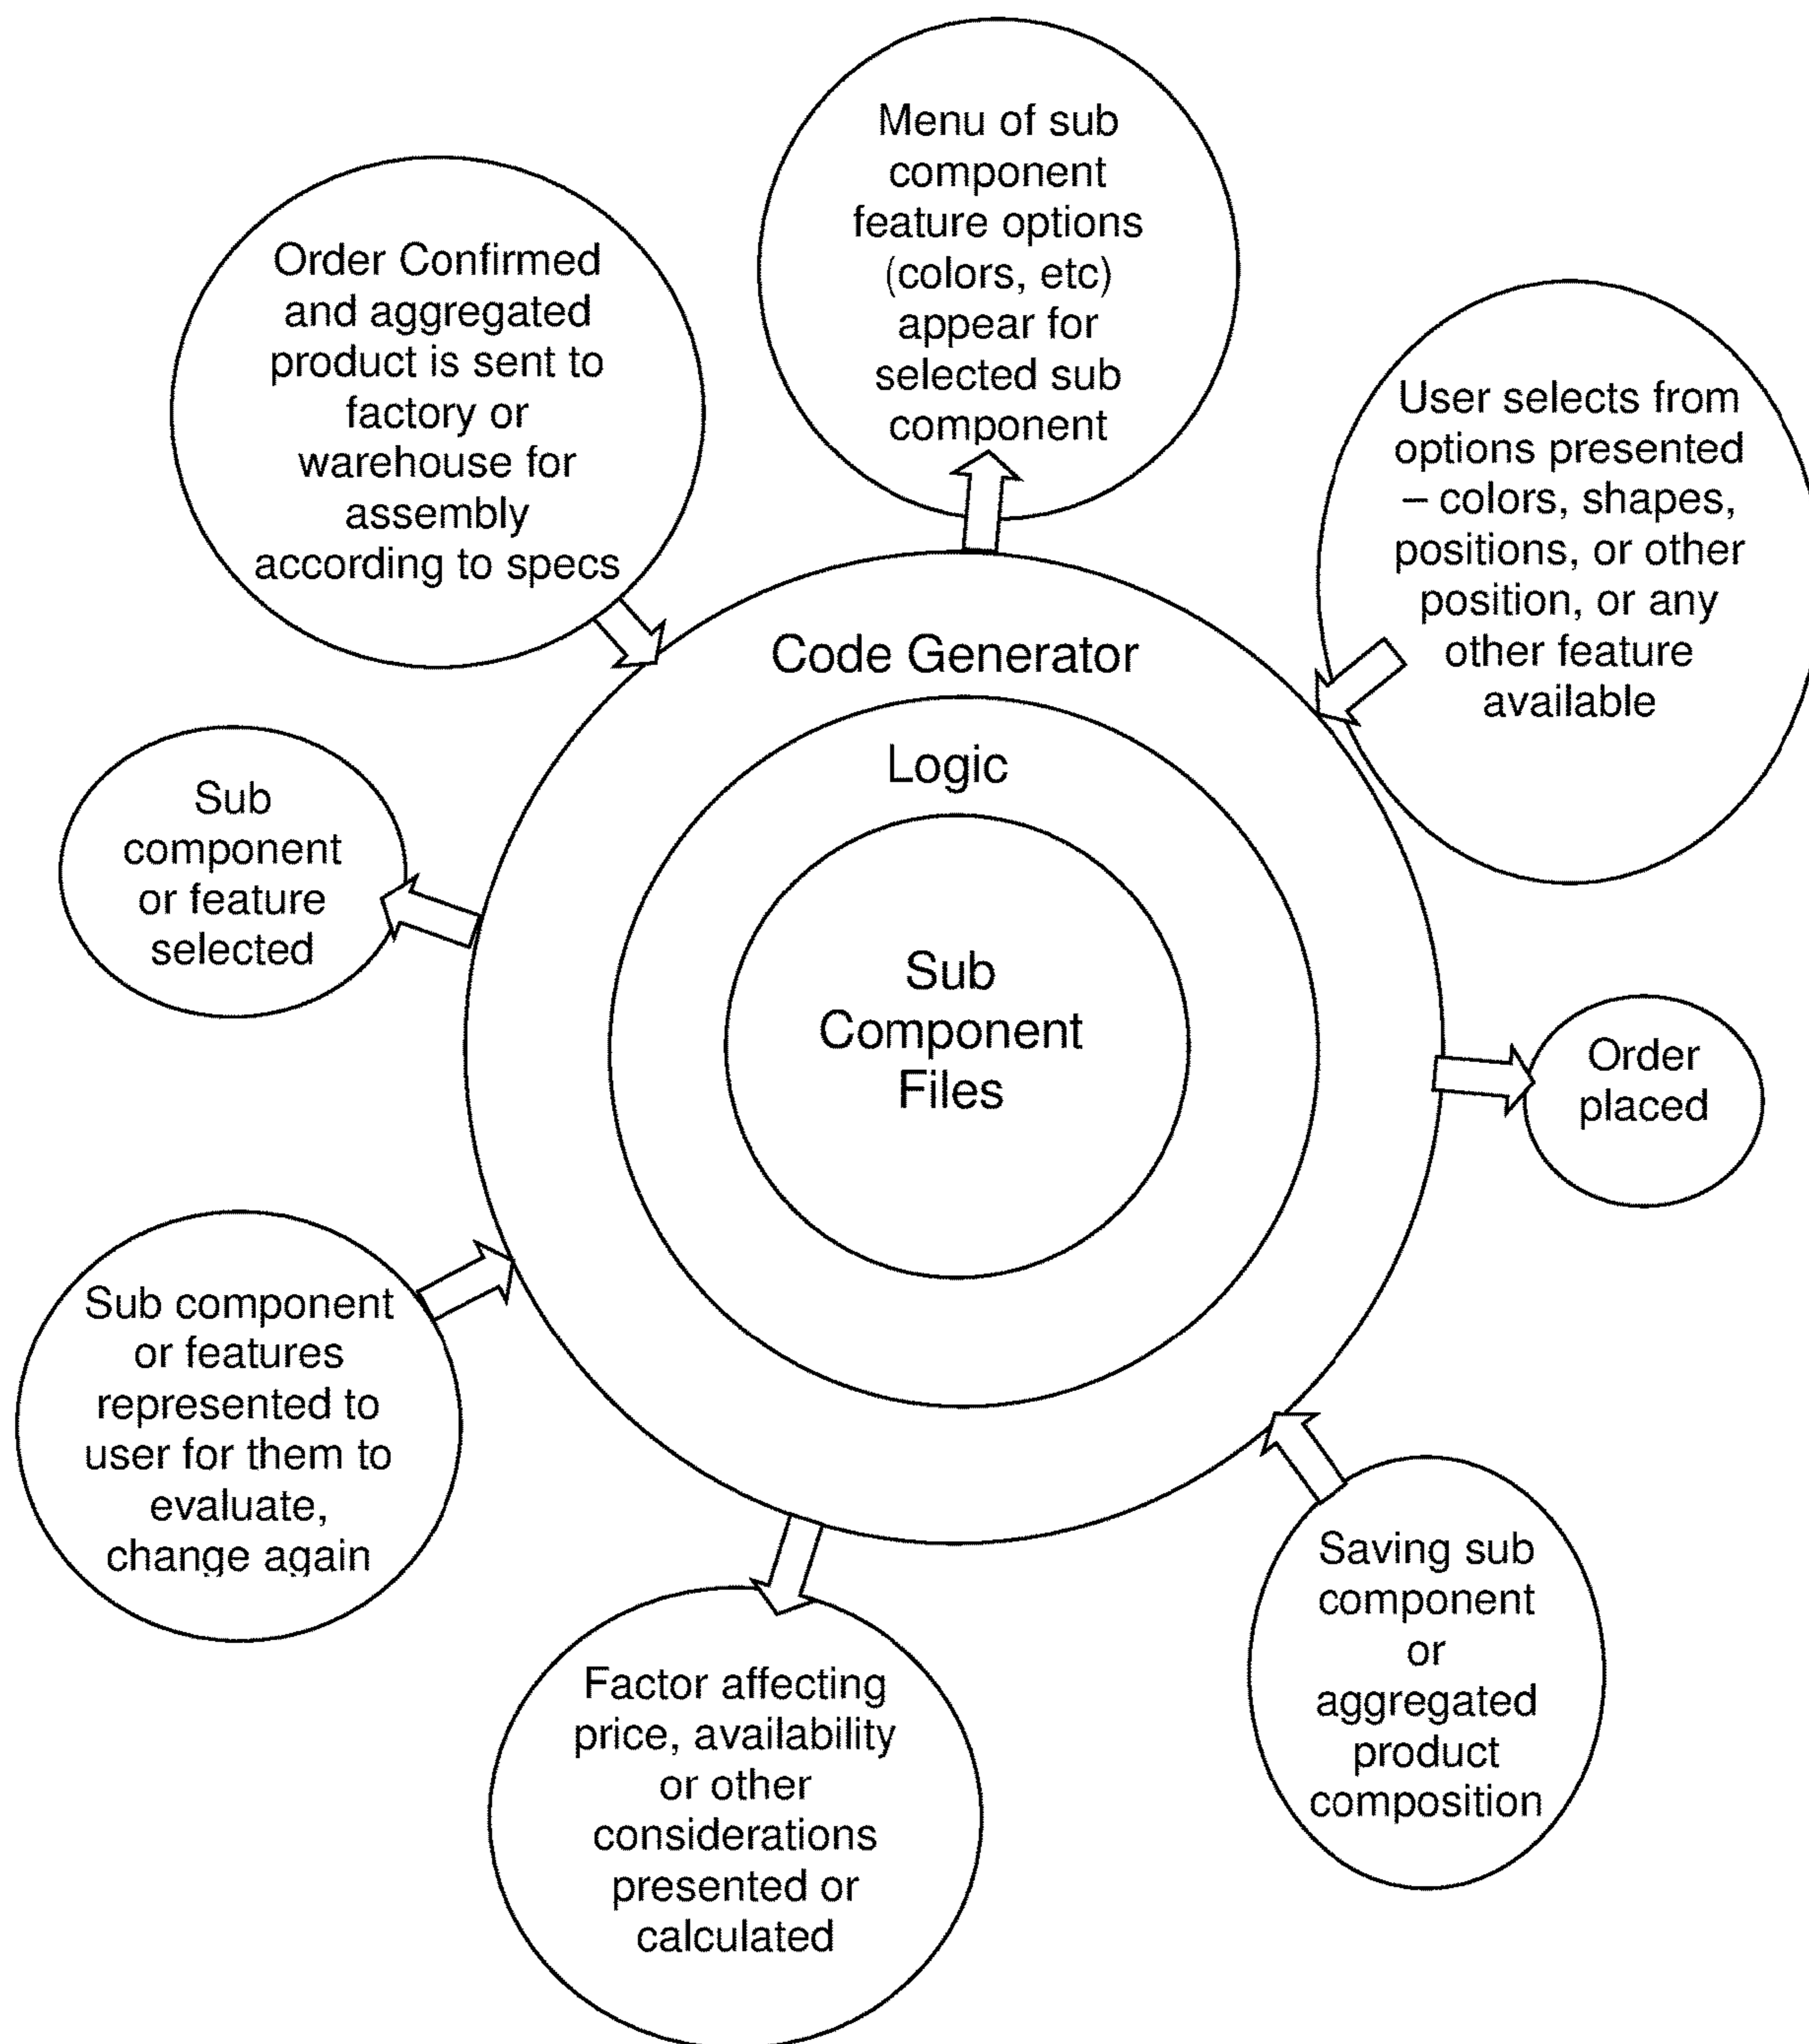 Menu of sub
component
feature options
(colors, etc)
appear for
selected sub
component
Order Confirmed
and aggregated
product is sent to
factory or
warehouse for
assembly
according to specs
User selects from
options presented
– colors, shapes,
positions, or other
position, or any
other feature
available
Code Generator
Logic
Sub
Component
Files
Sub
component
or feature
selected
Order
placed
Sub component
or features
represented to
user for them to
evaluate,
change again
Saving sub
component
or
aggregated
product
composition
Factor affecting
price, availability
or other
considerations
presented or
calculated